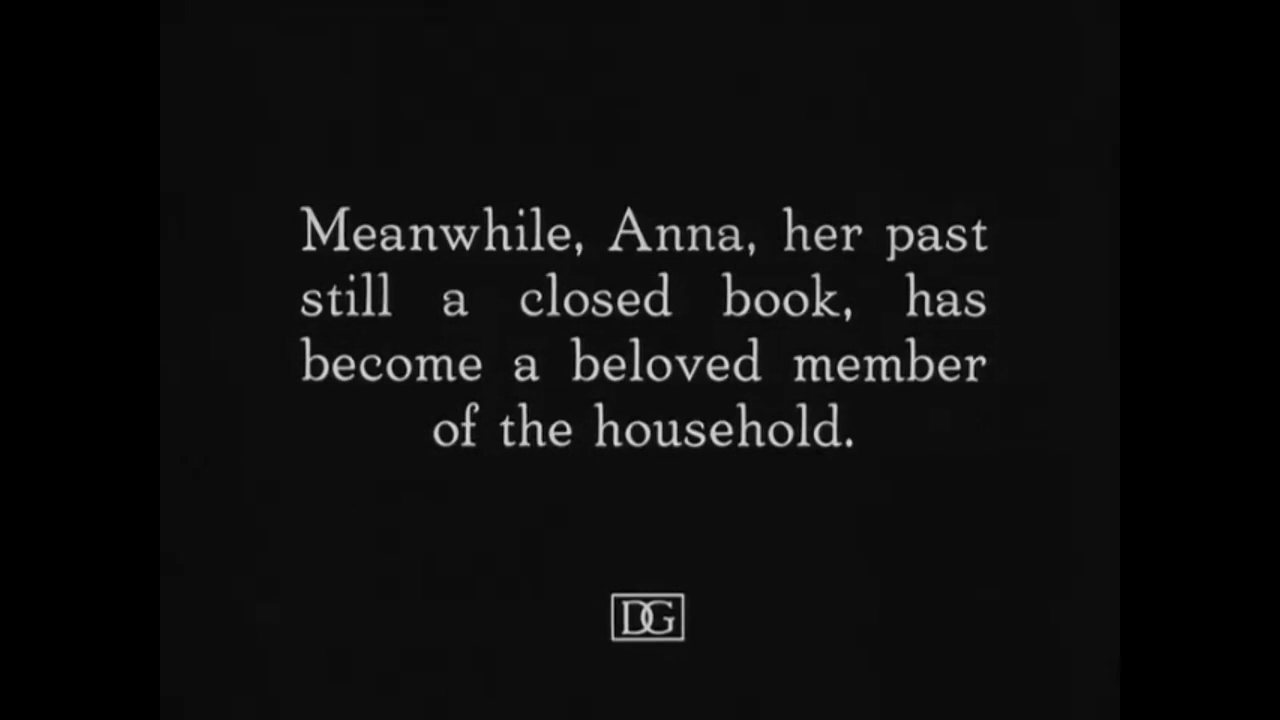 Meanwhile, Anna, her past
still a closed book, has
become a beloved member
of the household.
DG